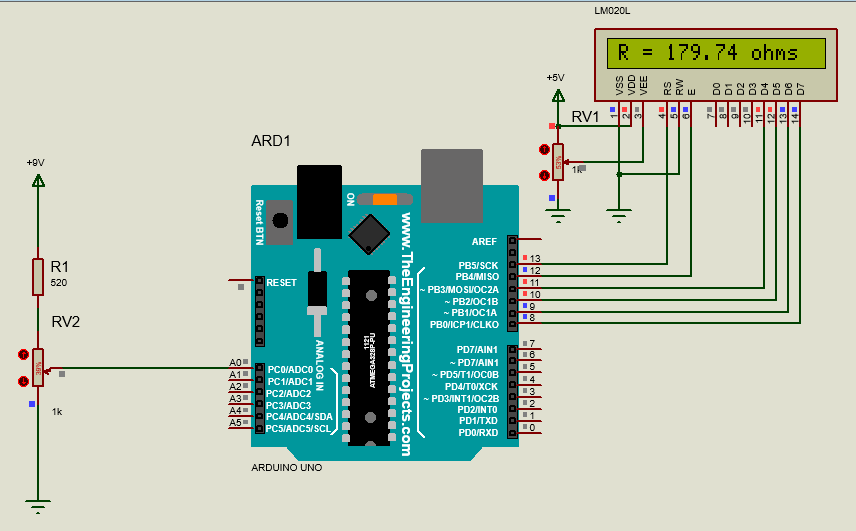 LM020L
R = 179.74 ohms
VSS
VDD
VEE
RS
RW
E
D0
D1
D2
D3
D4
D5
D6
D7
1
2
3
4
5
6
7
8
9
10
11
12
13
14
+5V
RV1
53%
1k
ARD1
+9V
R1
520
RV2
39%
1k
Reset BTN
ON
www.TheEngineeringProjects.com
1121
ATMEGA328P-PU
ANALOG IN
RESET
A0
A1
A2
A3
A4
A5
PC0/ADC0
PC1/ADC1
PC2/ADC2
PC3/ADC3
PC4/ADC4/SDA
PC5/ADC5/SCL
AREF
PB5/SCK 13
PB4/MISO 12
~ PB3/MOSI/OC2A 11
~ PB2/OC1B 10
~ PB1/OC1A 9
PB0/ICP1/CLKO 8
PD7/AIN1 7
~ PD7/AIN1 6
~ PD5/T1/OC0B 5
PD4/T0/XCK 4
~ PD3/INT1/OC2B 3
PD2/INT0 2
PD1/TXD 1
PD0/RXD 0
ARDUINO UNO